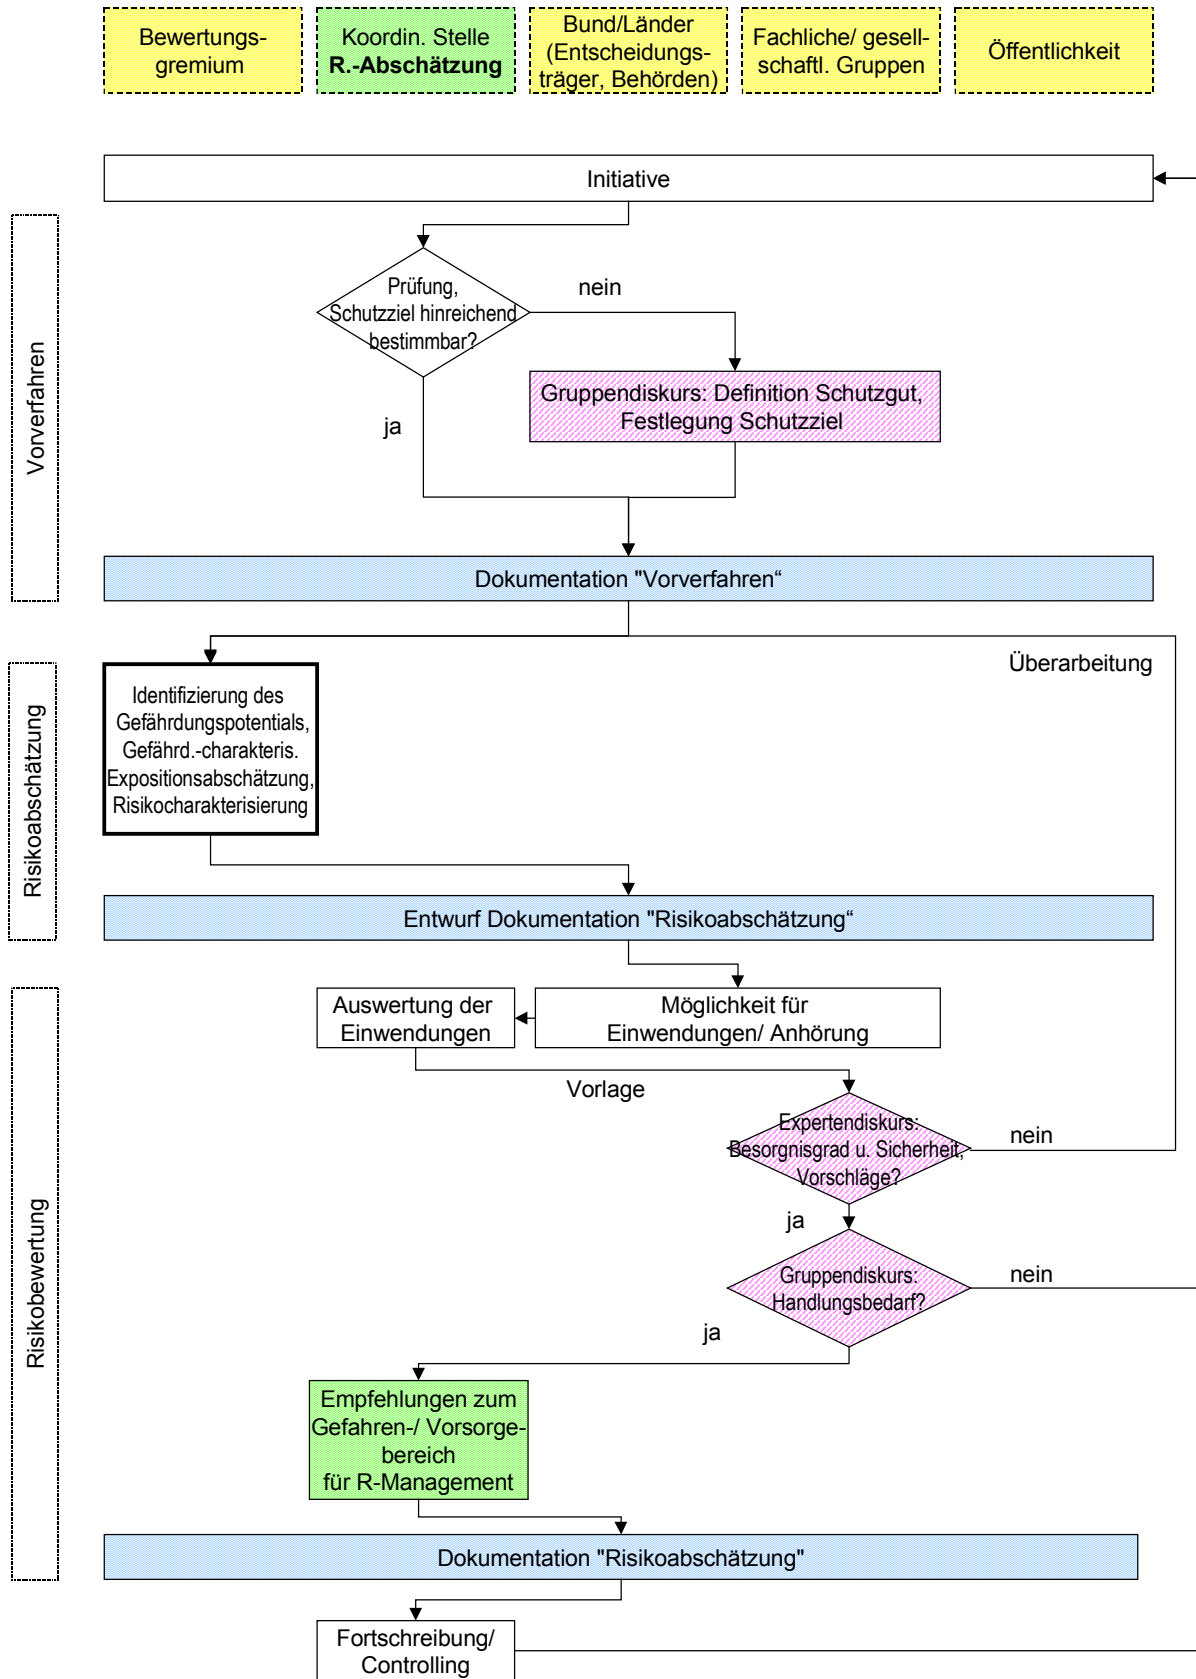 Bewertungs-
gremium
Koordin. Stelle
R.-Abschätzung
Bund/Länder
(Entscheidungs-
träger, Behörden)
Fachliche/ gesell-
schaftl. Gruppen
Öffentlichkeit
Initiative
Vorverfahren
Prüfung,
Schutzziel hinreichend
bestimmbar?
nein
ja
Gruppendiskurs: Definition Schutzgut,
Festlegung Schutzziel
Dokumentation "Vorverfahren“
Überarbeitung
Risikoabschätzung
Identifizierung des
Gefährdungspotentials,
Gefährd.-charakteris.
Expositionsabschätzung,
Risikocharakterisierung
Entwurf Dokumentation "Risikoabschätzung“
Risikobewertung
Auswertung der
Einwendungen
Möglichkeit für
Einwendungen/ Anhörung
Vorlage
Expertendiskurs:
Besorgnisgrad u. Sicherheit,
Vorschläge?
nein
ja
Gruppendiskurs:
Handlungsbedarf?
nein
ja
Empfehlungen zum
Gefahren-/ Vorsorge-
bereich
für R-Management
Dokumentation "Risikoabschätzung"
Fortschreibung/
Controlling